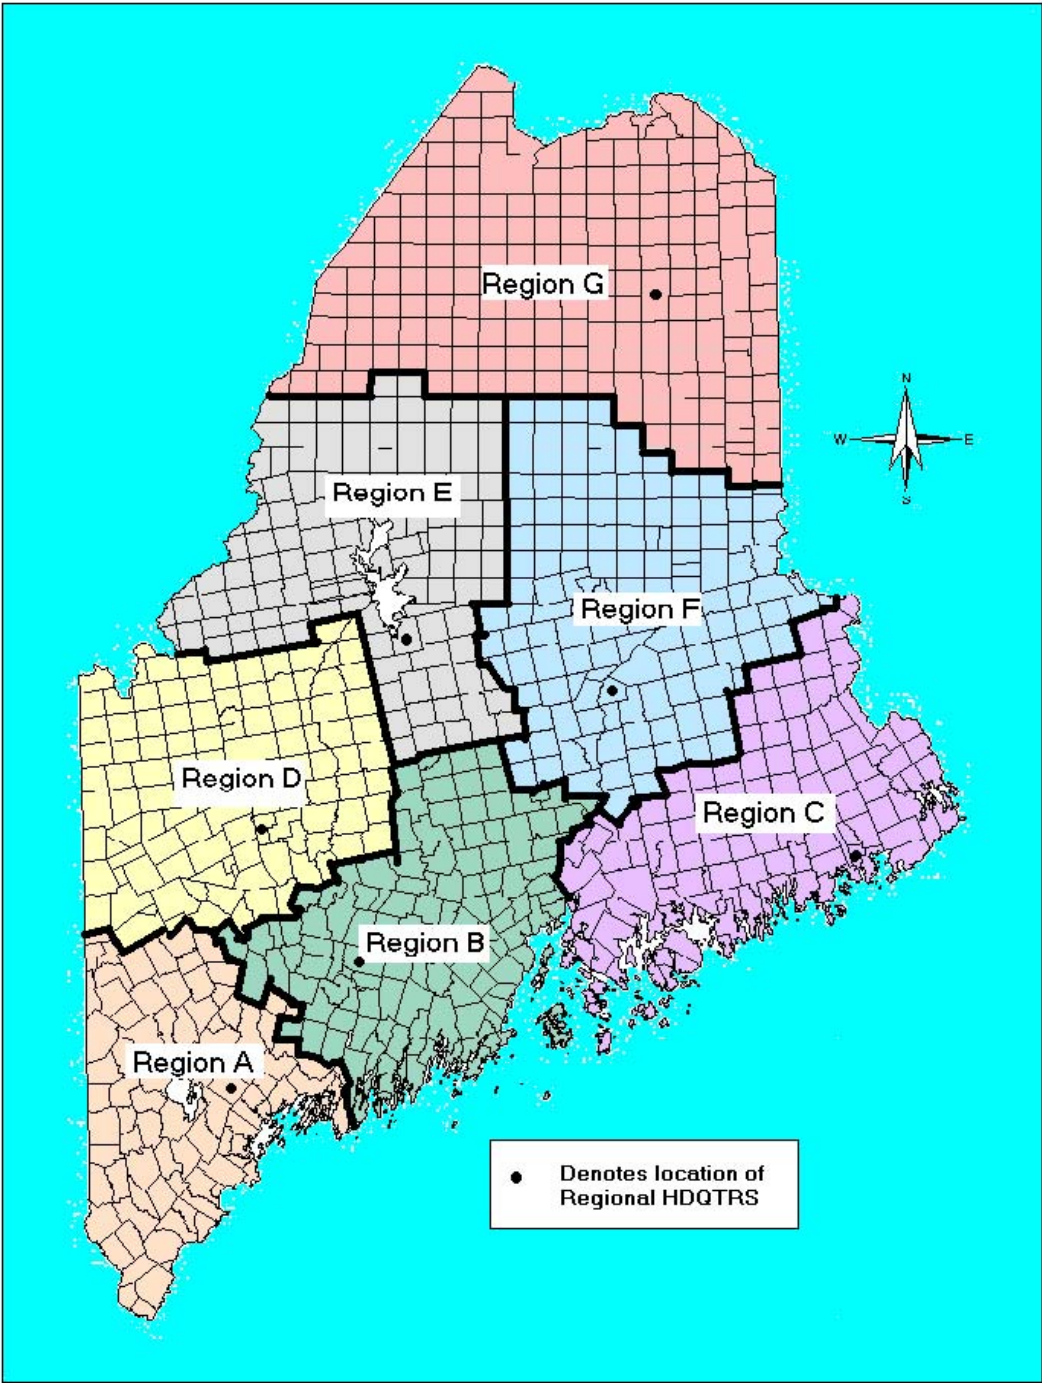 Region G
N
W
E
S
Region E
Region F
Region D
Region C
Region B
Region A
Denotes location of
Regional HDQTRS